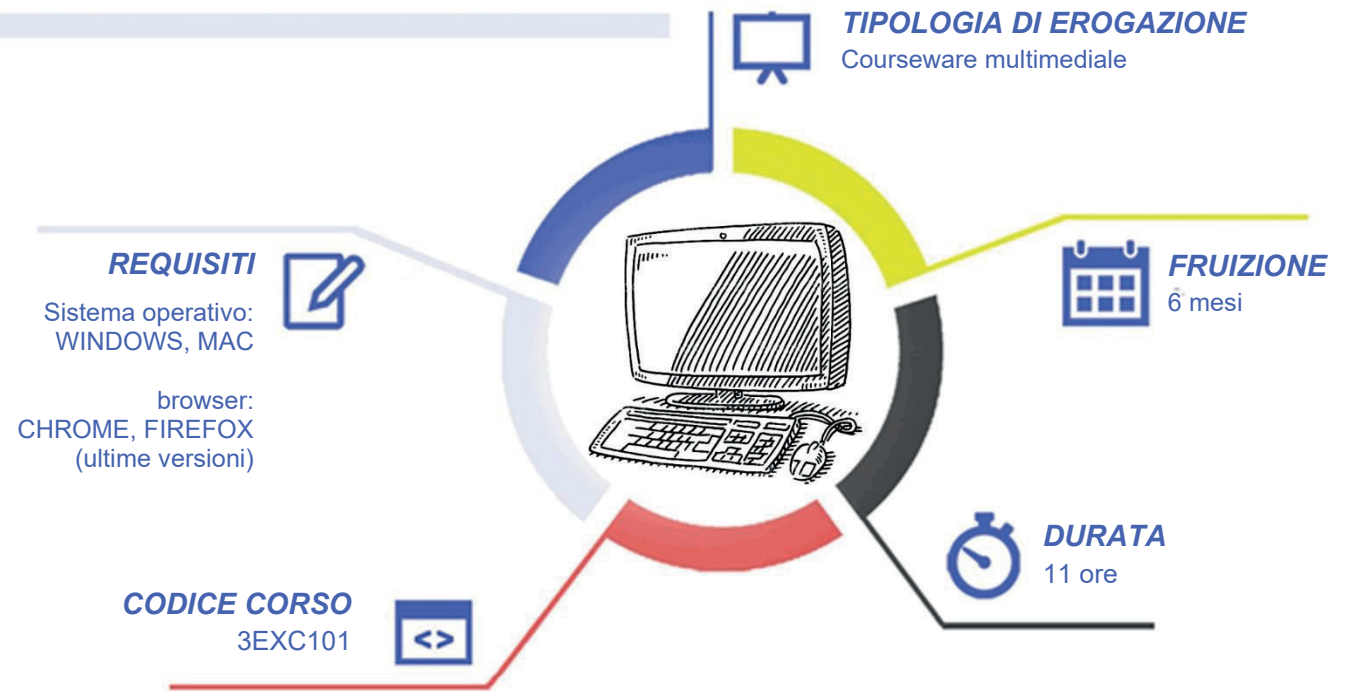 TIPOLOGIA DI EROGAZIONE
Courseware multimediale
REQUISITI
Sistema operativo:
WINDOWS, MAC
browser:
CHROME, FIREFOX
(ultime versioni)
FRUIZIONE
6 mesi
DURATA
11 ore
CODICE CORSO
3EXC101